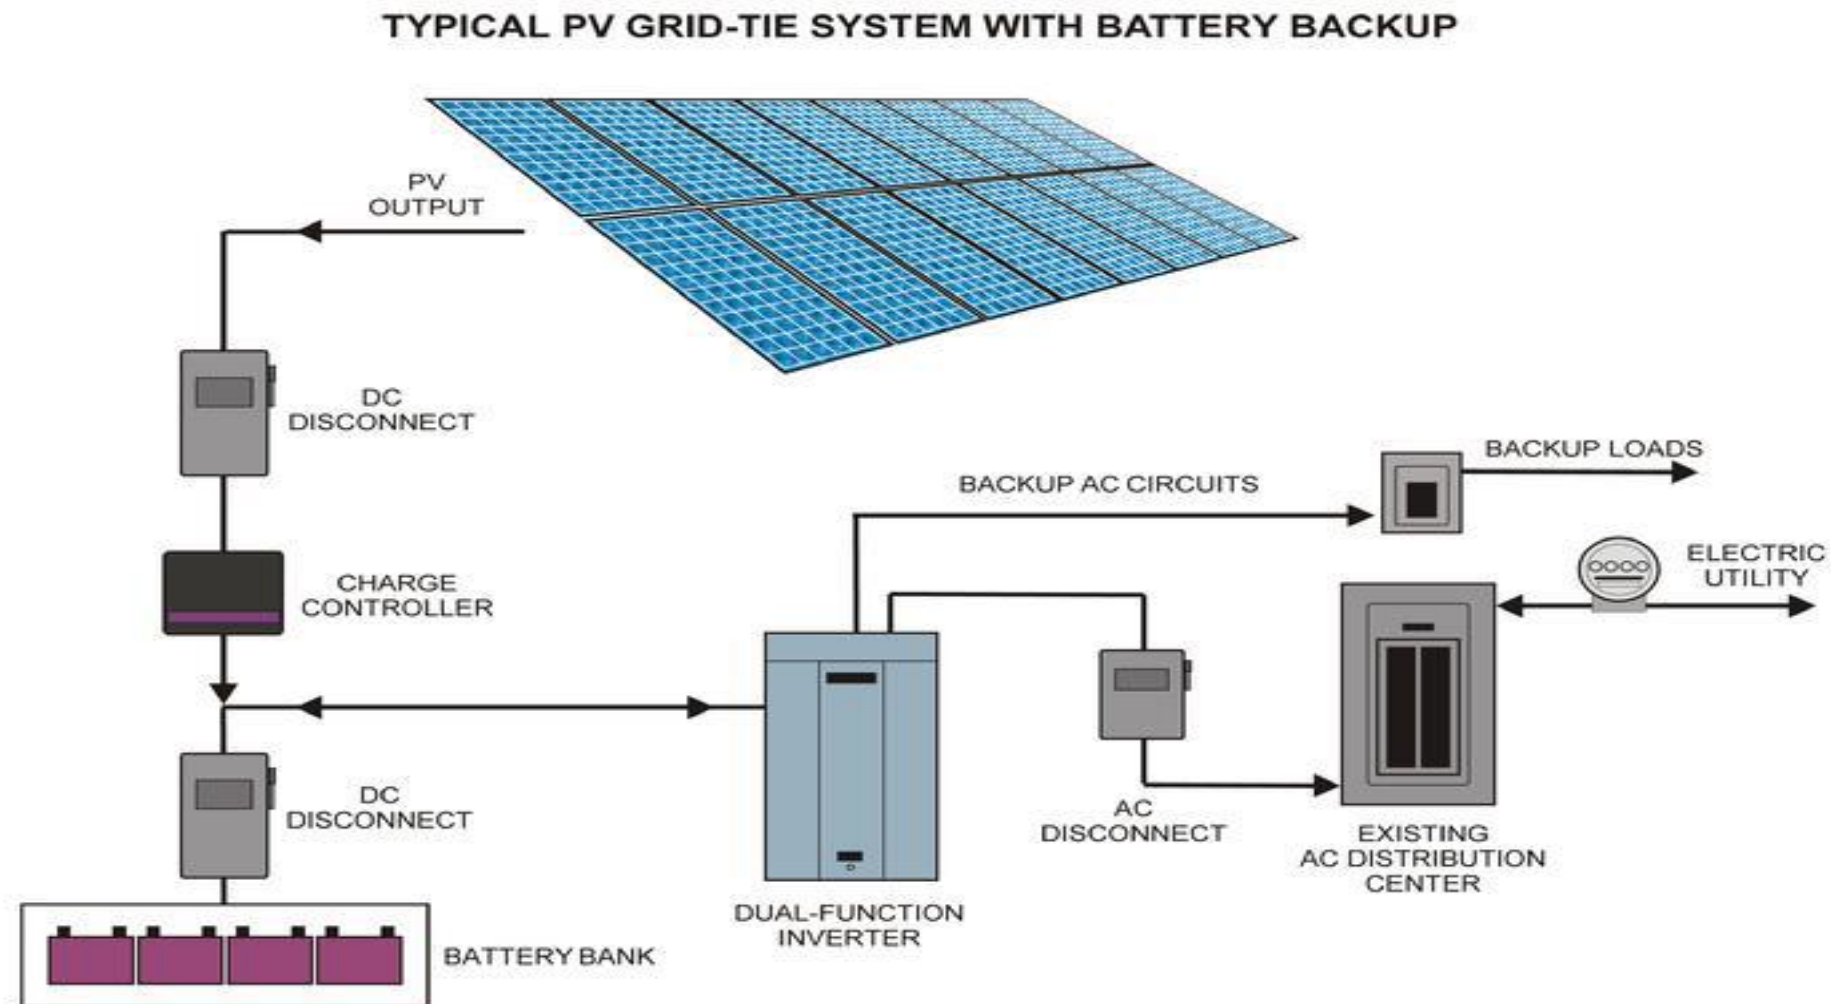 TYPICAL PV GRID-TIE SYSTEM WITH BATTERY BACKUP
PV
OUTPUT
DC
DISCONNECT
CHARGE
CONTROLLER
DC
DISCONNECT
BATTERY BANK
DUAL-FUNCTION
INVERTER
BACKUP AC CIRCUITS
BACKUP LOADS
ELECTRIC
UTILITY
AC
DISCONNECT
EXISTING
AC DISTRIBUTION
CENTER